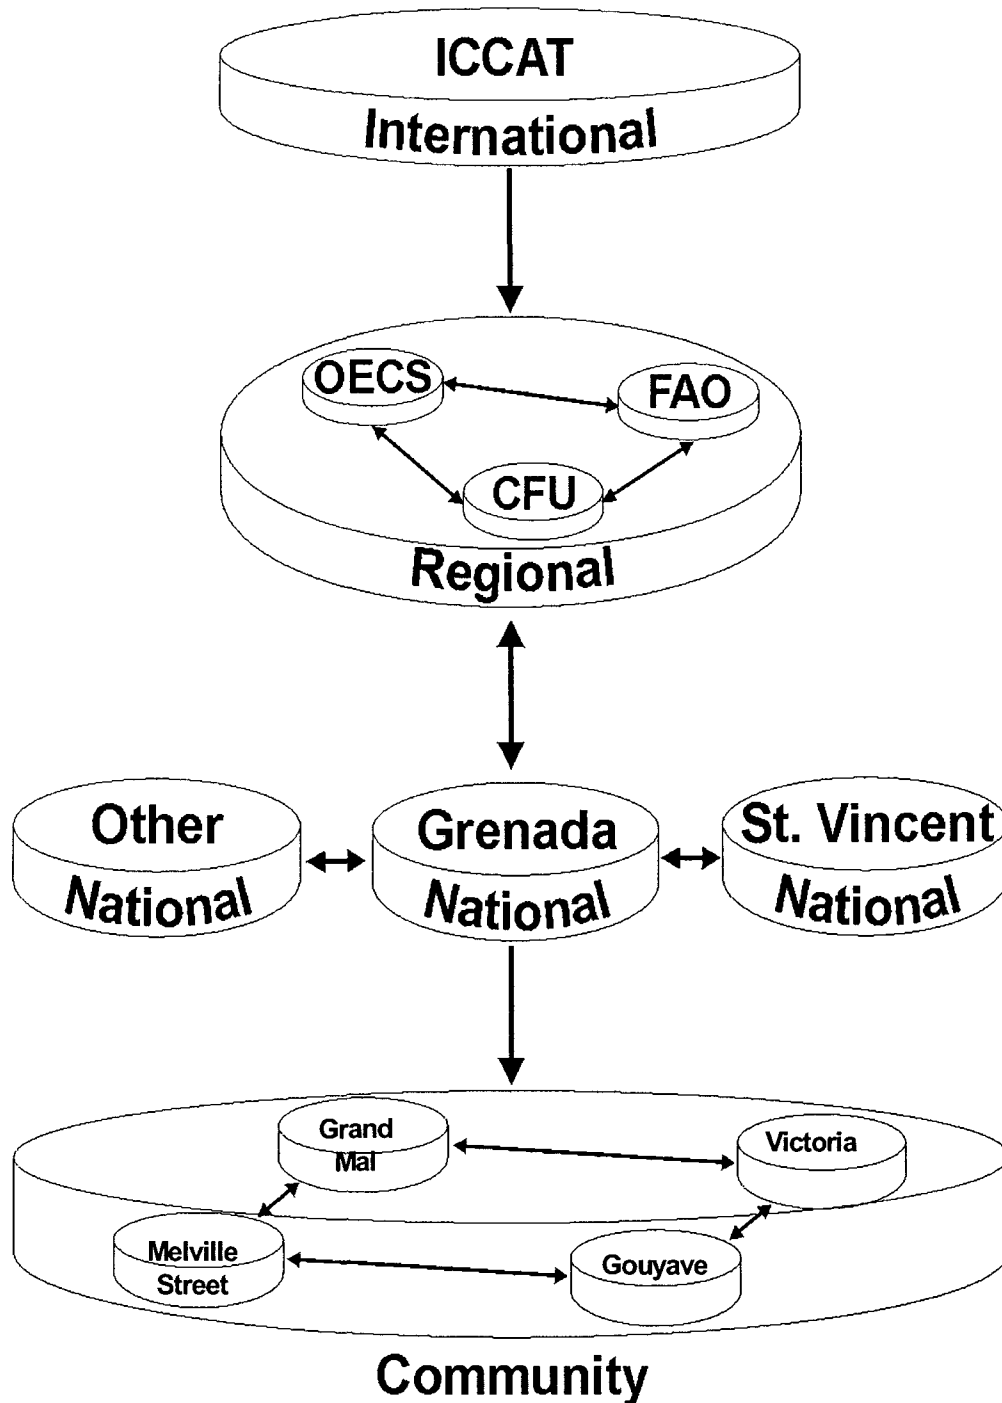 ICCAT
International
OECS
FAO
CFU
Regional
Other
National
Grenada
National
St. Vincent
National
Grand
Mal
Victoria
Melville
Street
Gouyave
Community